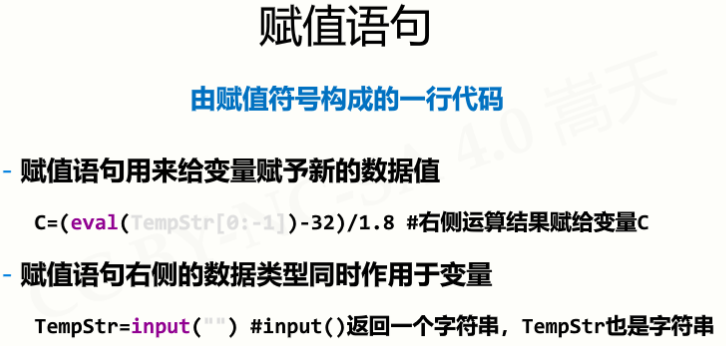 赋值语句
由赋值符号构成的一行代码
- 赋值语句用来给变量赋予新的数据值
C=(eval(TempStr[0:-1])-32)/1.8 #右侧运算结果赋给变量C
- 赋值语句右侧的数据类型同时作用于变量
TempStr=input("") #input()返回一个字符串，TempStr也是字符串
CC BY-NC-SA 4.0 嵩天